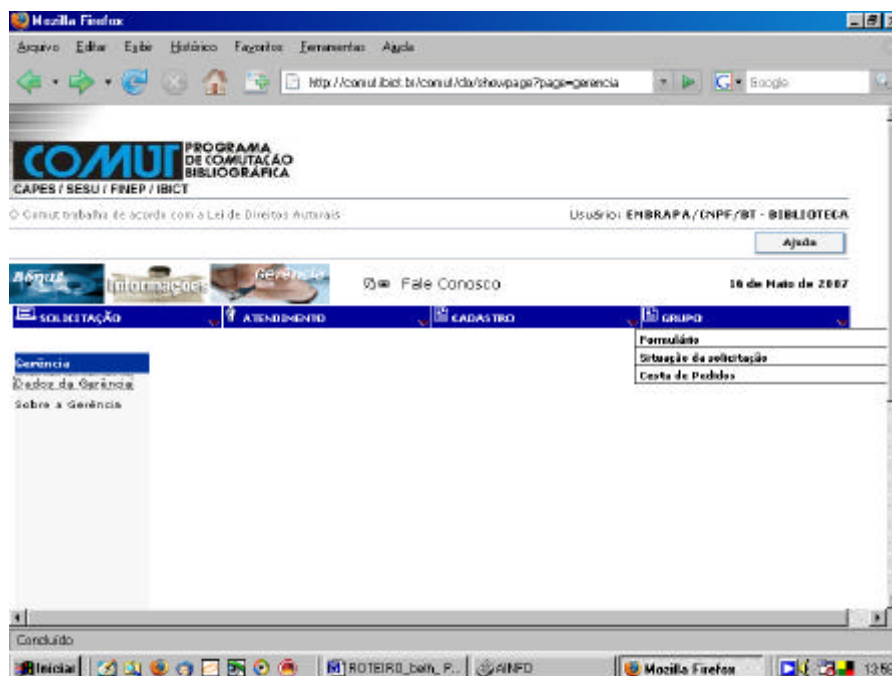 Mozilla Firefox
Arquivo Editar Exibir Histórico Favoritos Ferramentas Ajuda
http://comut.ibict.br/comut/do/showpage?page=gerencia
Google
COMUT PROGRAMA DE COMUTAÇÃO BIBLIOGRÁFICA
CAPES / SESU / FINEP / IBICT
O Comut trabalha de acordo com a Lei de Direitos Autorais
Usuário: EMBRAPA/CNPF/BT - BIBLIOTECA
Ajuda
Bônus Informações Gerência Fale Conosco 16 de Maio de 2007
SOLICITAÇÃO ATENDIMENTO CADASTRO GRUPO
Formulário
Situação da solicitação
Cesta de Pedidos
Gerência
Dados da Gerência
Sobre a Gerência
Concluído
Iniciar ROTEIRO_bem_P... AINFO Mozilla Firefox